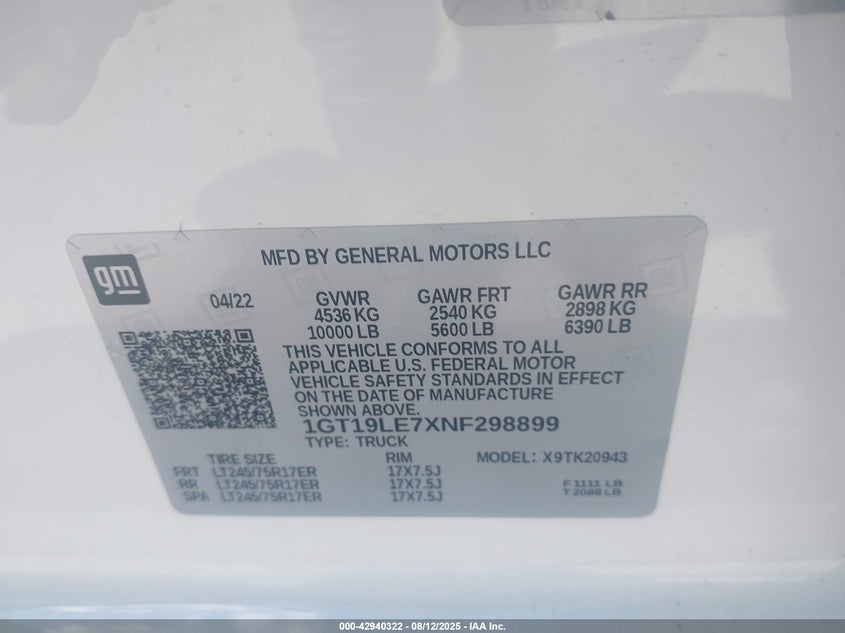 gm
MFD BY GENERAL MOTORS LLC
04/22 GVWR GAWR FRT GAWR RR
4536 KG 2540 KG 2898 KG
10000 LB 5600 LB 6390 LB
THIS VEHICLE CONFORMS TO ALL
APPLICABLE U.S. FEDERAL MOTOR
VEHICLE SAFETY STANDARDS IN EFFECT
ON THE DATE OF MANUFACTURE
SHOWN ABOVE.
1GT19LE7XNF298899
TYPE: TRUCK
TIRE SIZE RIM MODEL: X9TK20943
FRT LT245/75R17ER 17X7.5J
RR LT245/75R17ER 17X7.5J F 1111 LB
SPA LT245/75R17ER 17X7.5J T 2088 LB
000-42940322 - 08/12/2025 - IAA Inc.